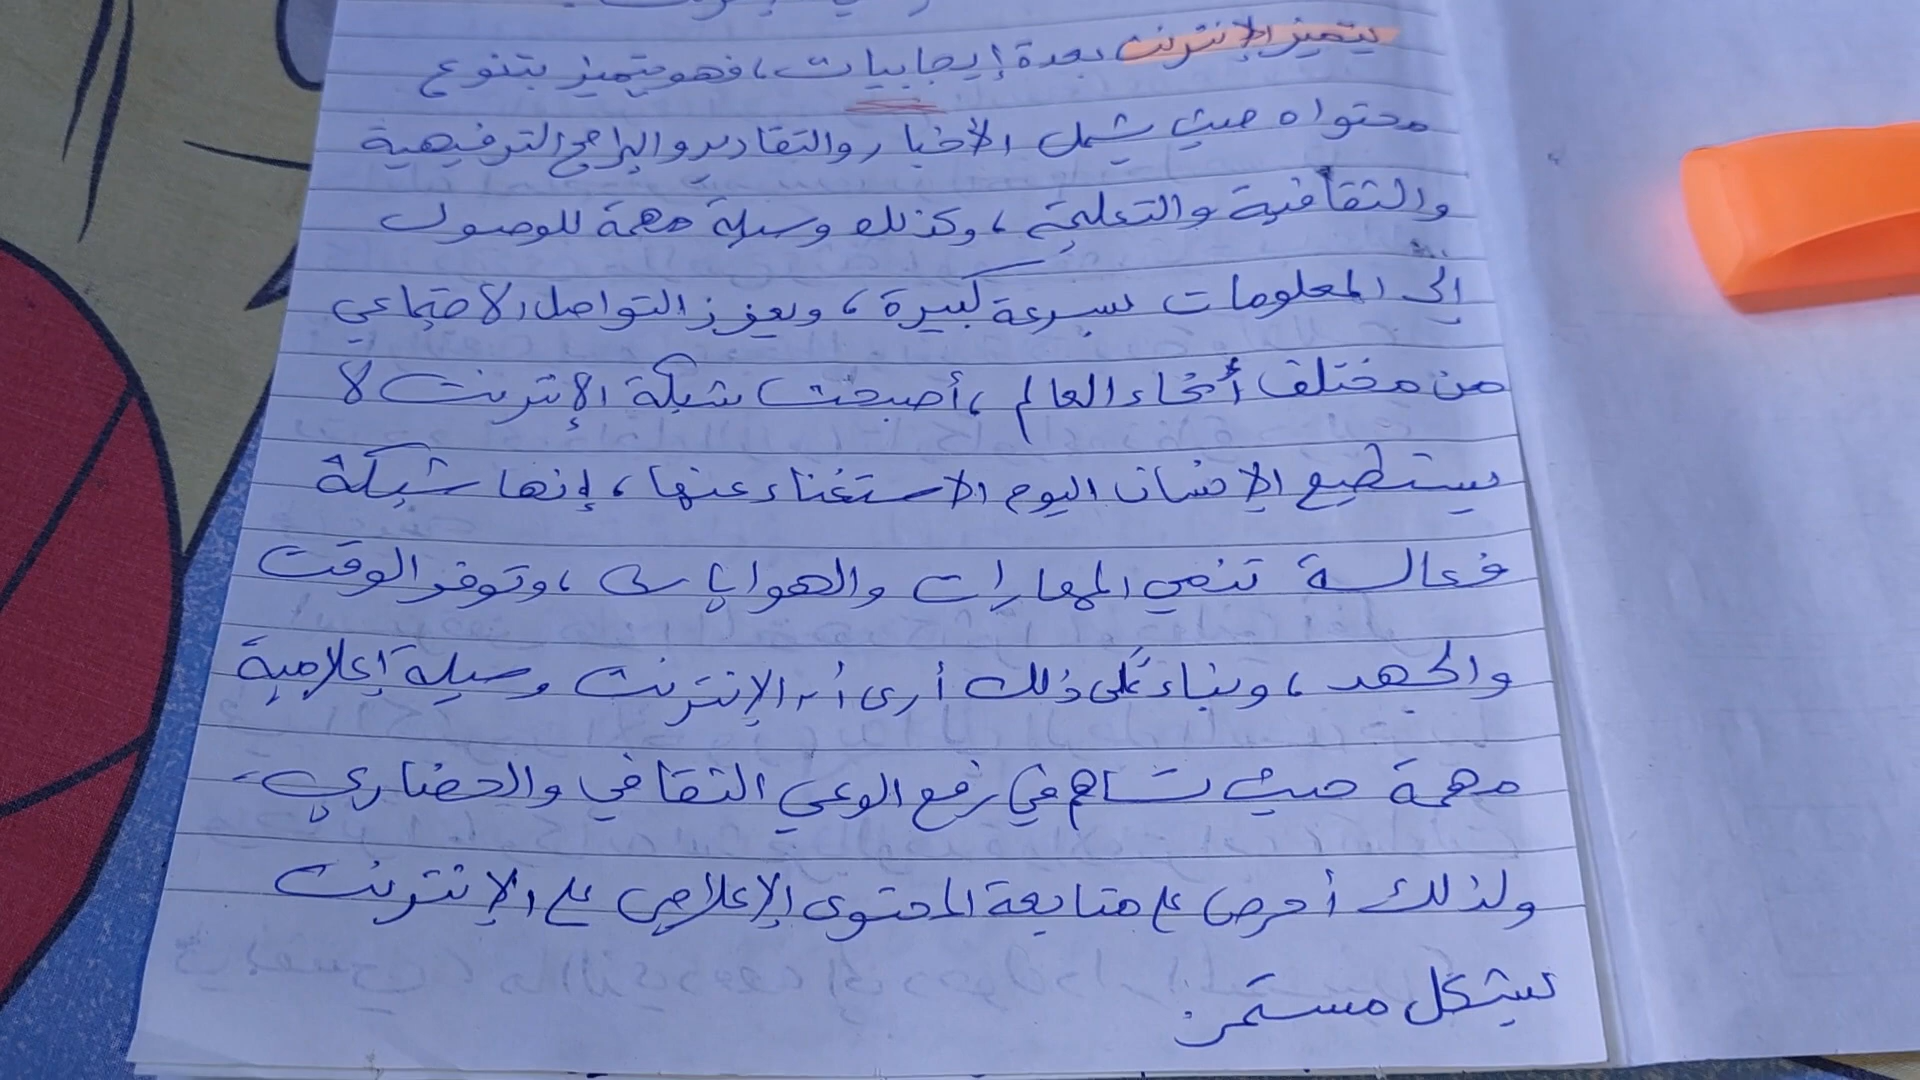 يتميز الإنترنت بعدة إيجابيات، فهو يتميز بتنوع
محتواه حيث يشمل الأخبار والتقارير والبرامج الترفيهية
والثقافية والتعليمية، وكذلك وسيلة مهمة للوصول
إلى المعلومات بسرعة كبيرة، ويعزز التواصل الاجتماعي
من مختلف أنحاء العالم، أصبحت شبكة الإنترنت لا
يستطيع الإنسان اليوم الاستغناء عنها، إنها شبكة
فعالة تنمي المهارات والهوايات، وتوفر الوقت
والجهد، وبناء على ذلك أرى أن الإنترنت وسيلة إعلامية
مهمة حيث تساهم في رفع الوعي الثقافي والحضاري،
ولذلك أحرص على متابعة المحتوى الإعلامي على الإنترنت
بشكل مستمر.